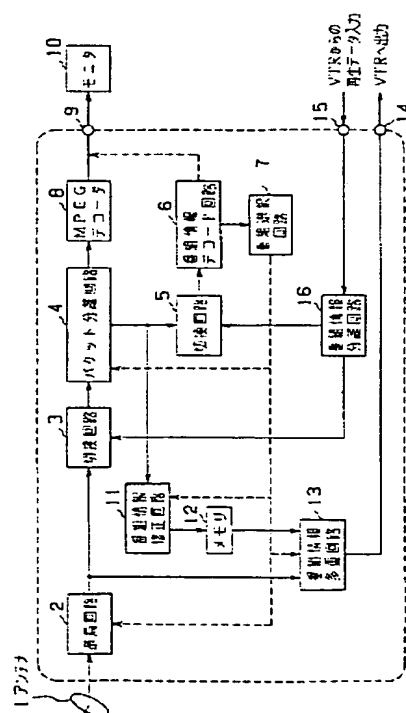 1 アンテナ
2
選局回路
3
切換回路
4
パケット分離回路
8
MPEG
デコーダ
9
10
モニタ
5
切換回路
6
番組情報
デコード回路
7
番組選択
回路
11
番組情報
修正回路
12
メモリ
13
番組情報
多重回路
16
番組情報
分離回路
15
VTRからの
再生データ入力
14
VTRへ出力